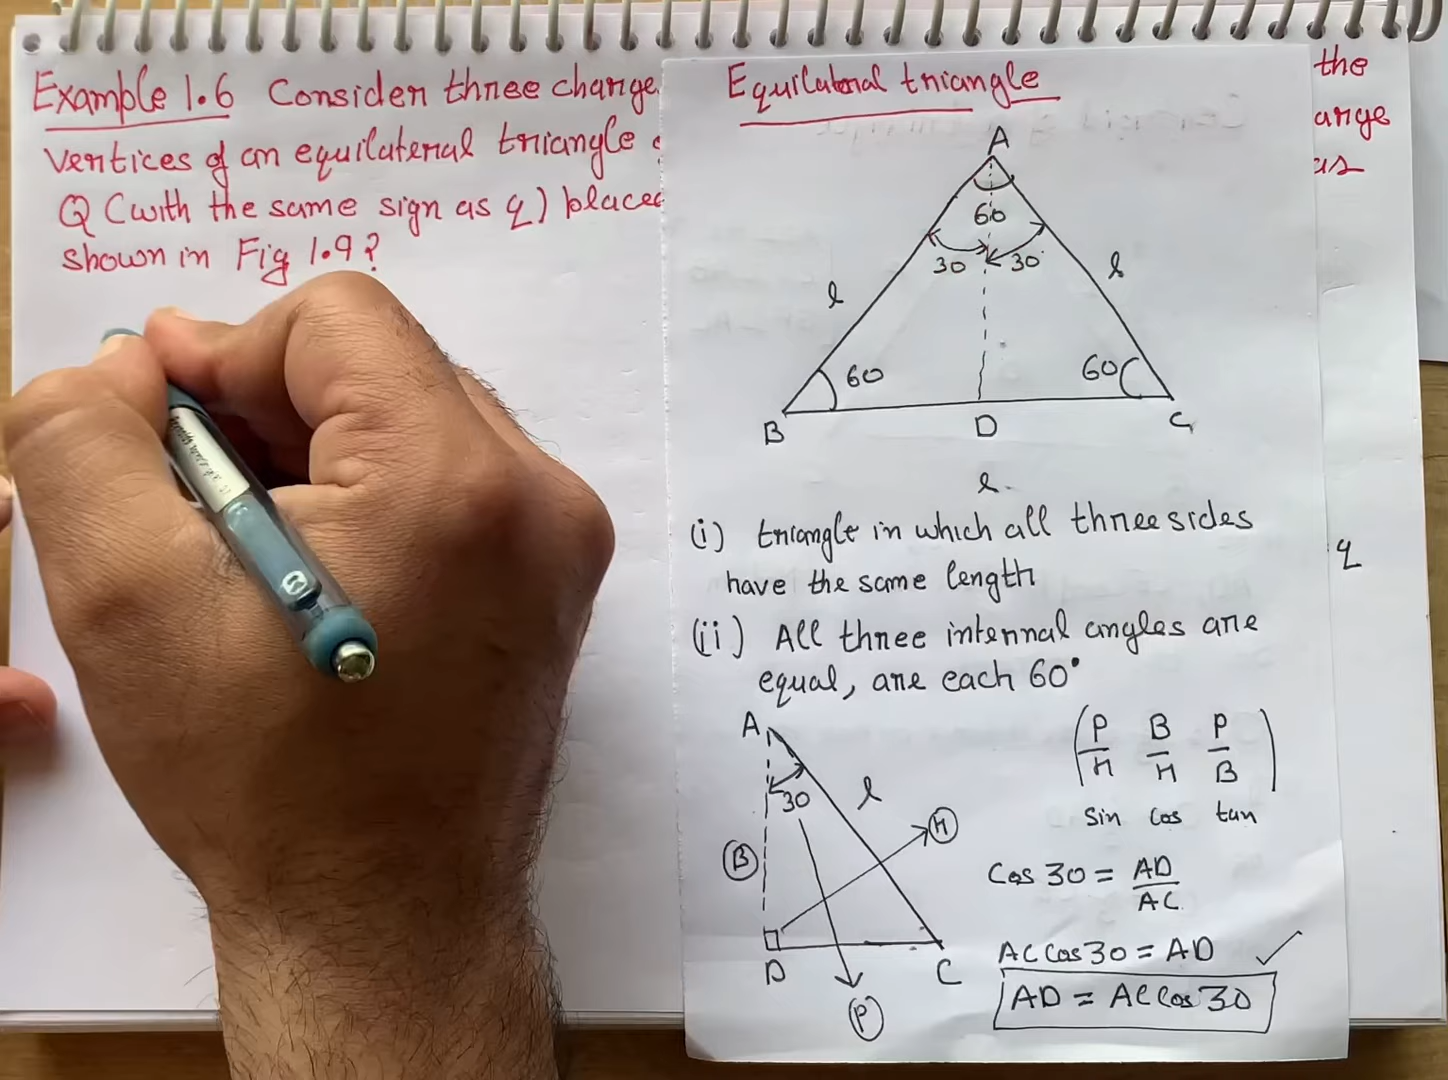 Example 1.6 Consider three charge
vertices of an equilateral triangle
Q (with the same sign as q) placed
shown in Fig 1.9?
the
arge
as
q
Equilateral triangle
A
60
30 30
l l
60 60
B D C
l
(i) triangle in which all three sides
have the same length
(ii) All three internal angles are
equal, are each 60°
A
30 l
B H
D C
P
P B P
H H B
sin cos tan
Cos 30 = AD/AC
AC Cos 30 = AD ✓
AD = AC Cos 30